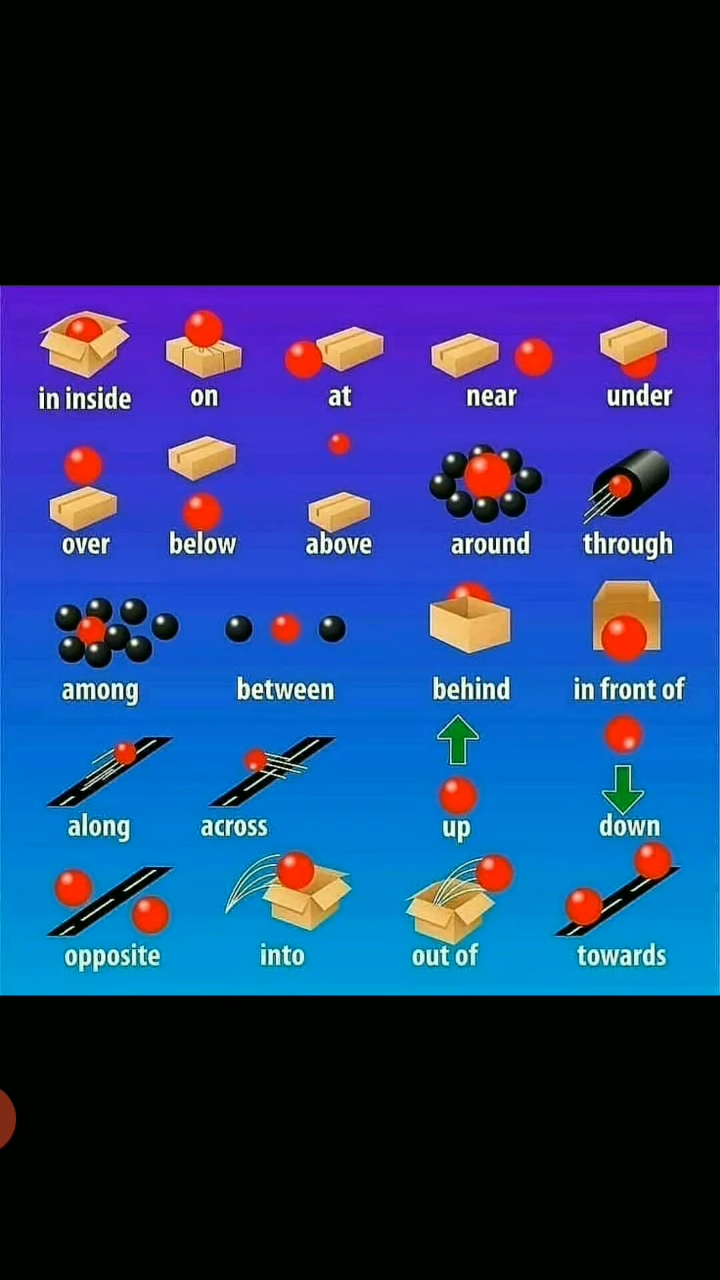 in inside
on
at
near
under
over
below
above
around
through
among
between
behind
in front of
along
across
up
down
opposite
into
out of
towards